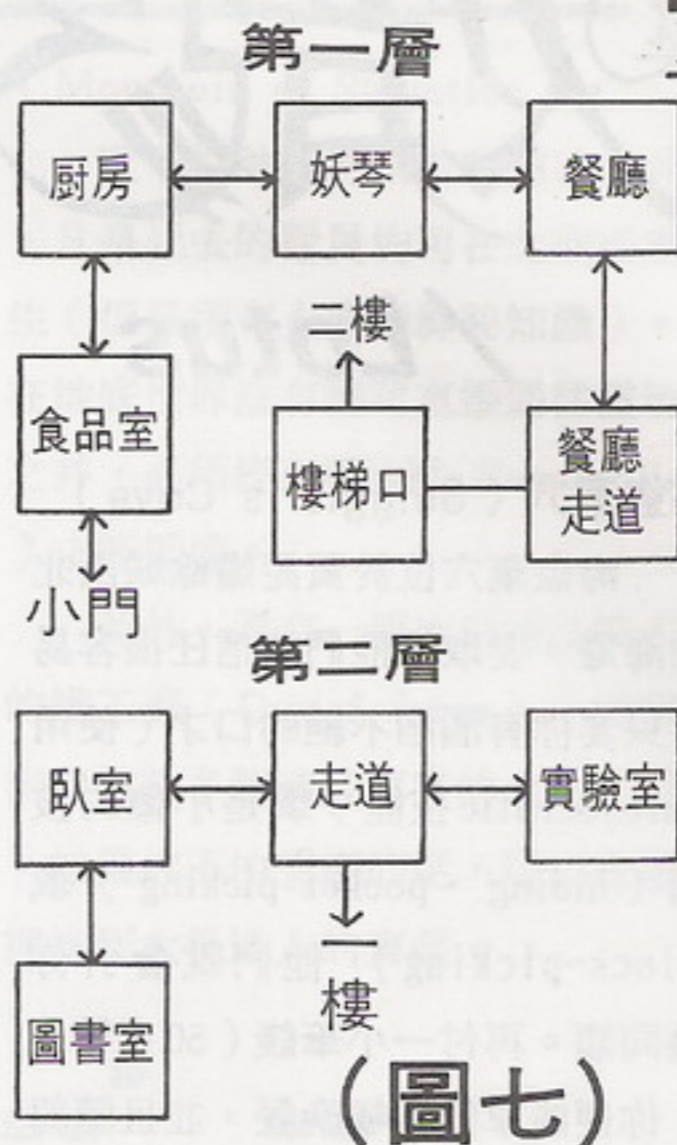 第一層
厨房
妖琴
餐廳
二樓
食品室
樓梯口
餐廳
走道
小門
第二層
臥室
走道
實驗室
一
樓
圖書室
(圖七)